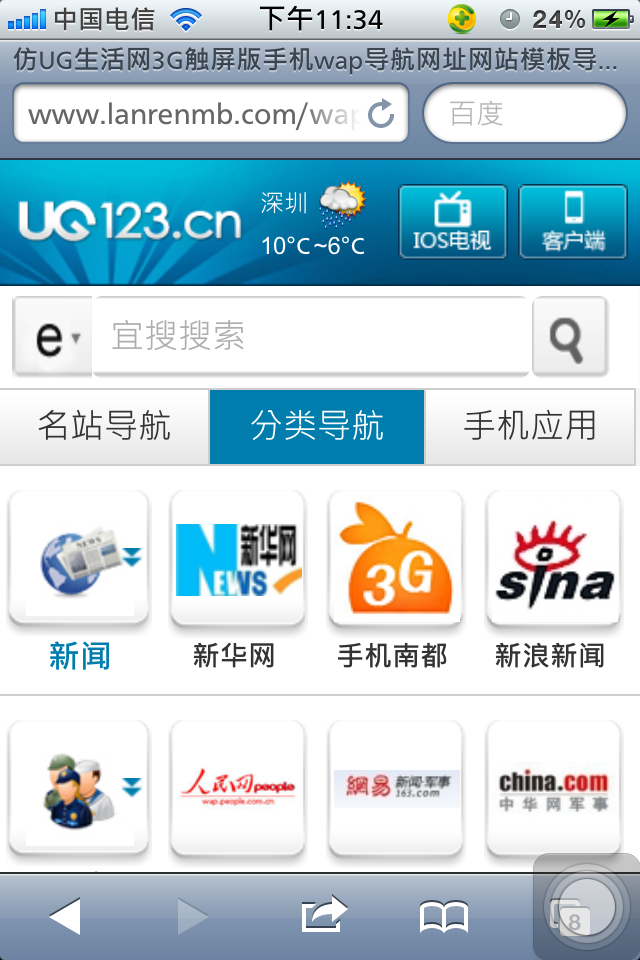 中国电信 下午11:34 24%
仿UG生活网3G触屏版手机wap导航网址网站模板导...
www.lanrenmb.com/wap 百度
UQ123.cn 深圳 10°C~6°C IOS电视 客户端
e 宜搜搜索
名站导航 分类导航 手机应用
NEWS NEWS 新华网 3G sina
新闻 新华网 手机南都 新浪新闻
人民网 people wap.people.com.cn 網易 新闻·军事 163.com china.com 中华网军事
8